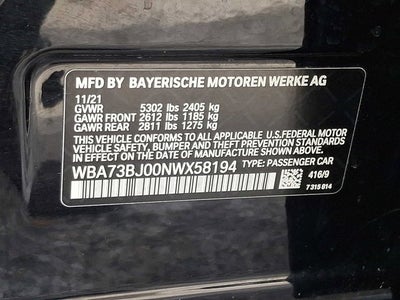 MFD BY BAYERISCHE MOTOREN WERKE AG
11/21
GVWR 5302 lbs 2405 kg
GAWR FRONT 2612 lbs 1185 kg
GAWR REAR 2811 lbs 1275 kg
THIS VEHICLE CONFORMS TO ALL APPLICABLE U.S.FEDERAL MOTOR
VEHICLE SAFETY, BUMPER, AND THEFT PREVENTION STANDARDS
IN EFFECT ON THE DATE OF MANUFACTURE SHOWN ABOVE.
WBA73BJ00NWX58194 TYPE: PASSENGER CAR
416/9
7 315 814